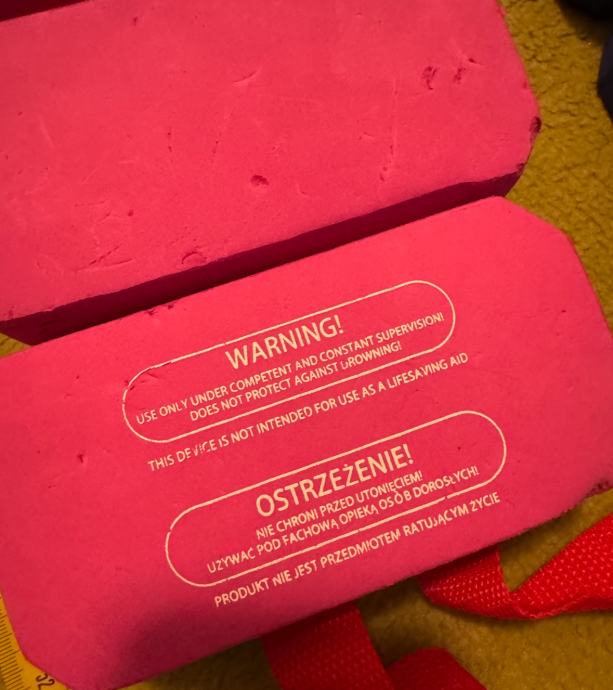 WARNING!
USE ONLY UNDER COMPETENT AND CONSTANT SUPERVISION!
DOES NOT PROTECT AGAINST DROWNING!
THIS DEVICE IS NOT INTENDED FOR USE AS A LIFESAVING AID
OSTRZEŻENIE!
NIE CHRONI PRZED UTONIĘCIEM!
UŻYWAĆ POD FACHOWĄ OPIEKĄ OSÓB DOROSŁYCH!
PRODUKT NIE JEST PRZEDMIOTEM RATUJĄCYM ŻYCIE
32